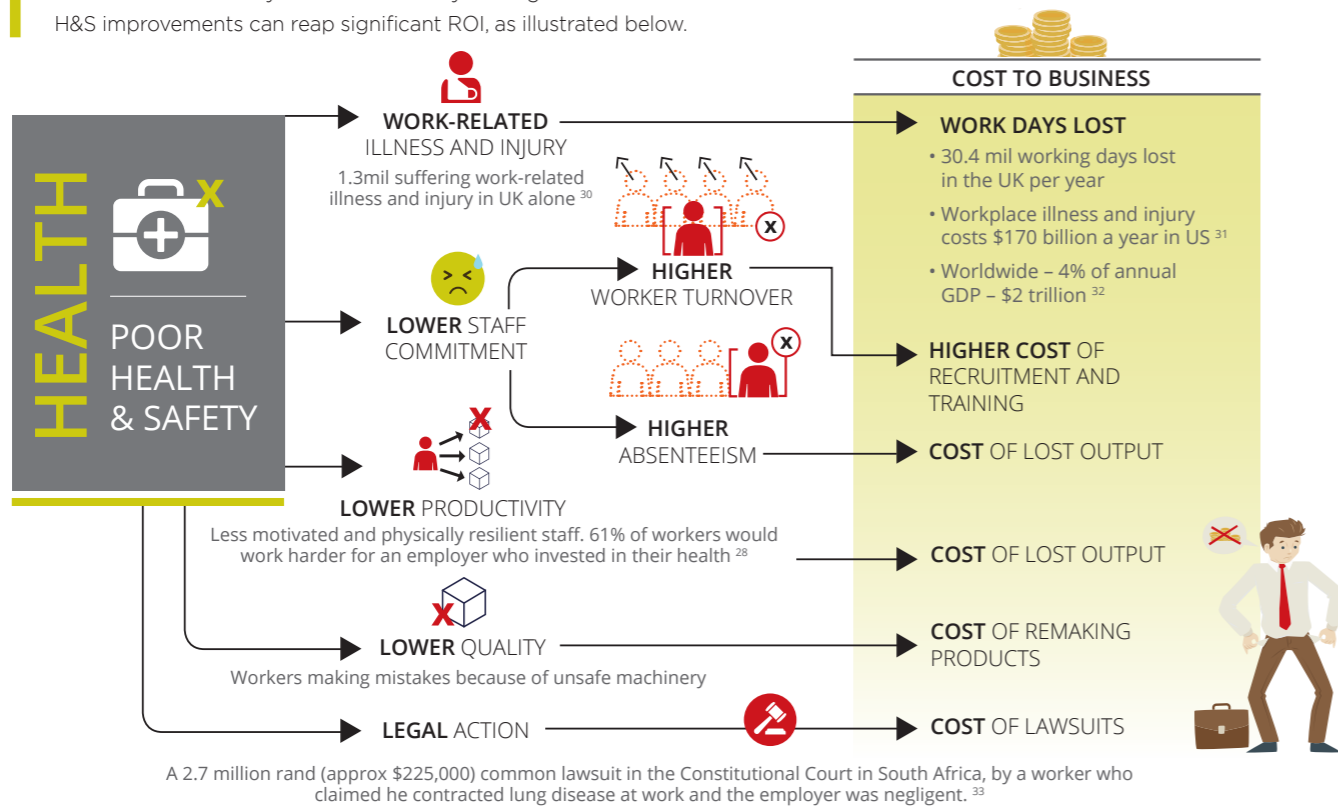 H&S improvements can reap significant ROI, as illustrated below.
HEALTH
X
POOR
HEALTH
& SAFETY
WORK-RELATED
ILLNESS AND INJURY
1.3mil suffering work-related
illness and injury in UK alone 30
LOWER STAFF
COMMITMENT
X
HIGHER
WORKER TURNOVER
X
HIGHER
ABSENTEEISM
X
LOWER PRODUCTIVITY
Less motivated and physically resilient staff. 61% of workers would
work harder for an employer who invested in their health 28
X
LOWER QUALITY
Workers making mistakes because of unsafe machinery
LEGAL ACTION
COST TO BUSINESS
WORK DAYS LOST
• 30.4 mil working days lost
in the UK per year
• Workplace illness and injury
costs $170 billion a year in US 31
• Worldwide – 4% of annual
GDP – $2 trillion 32
HIGHER COST OF
RECRUITMENT AND
TRAINING
COST OF LOST OUTPUT
COST OF LOST OUTPUT
COST OF REMAKING
PRODUCTS
COST OF LAWSUITS
A 2.7 million rand (approx $225,000) common lawsuit in the Constitutional Court in South Africa, by a worker who
claimed he contracted lung disease at work and the employer was negligent. 33